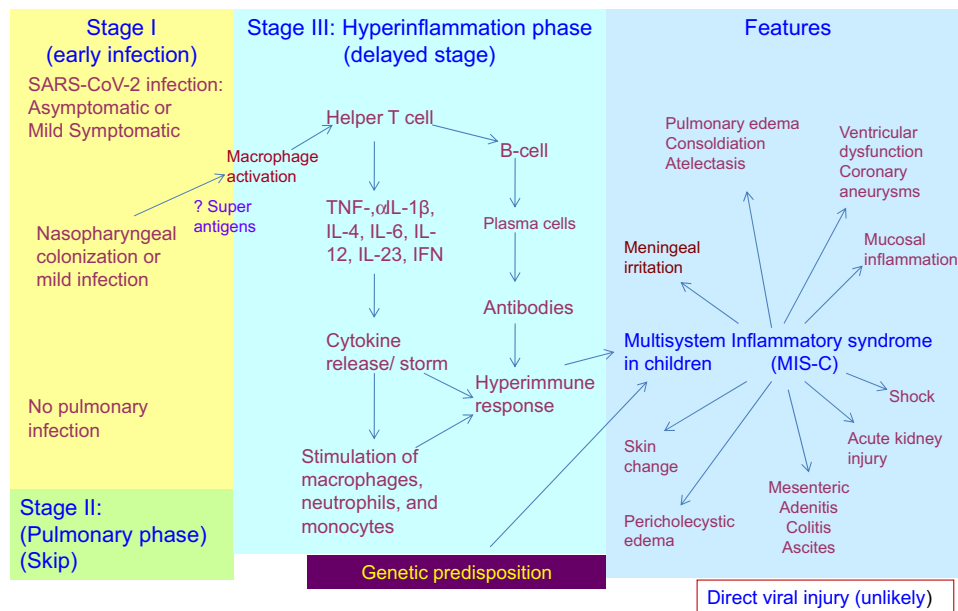 Stage I
(early infection)
SARS-CoV-2 infection:
Asymptomatic or
Mild Symptomatic
Nasopharyngeal
colonization or
mild infection
No pulmonary
infection
Stage II:
(Pulmonary phase)
(Skip)
Stage III: Hyperinflammation phase
(delayed stage)
Macrophage
activation
? Super
antigens
Helper T cell
TNF-,αIL-1β,
IL-4, IL-6, IL-
12, IL-23, IFN
Cytokine
release/ storm
Stimulation of
macrophages,
neutrophils, and
monocytes
B-cell
Plasma cells
Antibodies
Hyperimmune
response
Genetic predisposition
Features
Pulmonary edema
Consoldiation
Atelectasis
Ventricular
dysfunction
Coronary
aneurysms
Meningeal
irritation
Mucosal
inflammation
Multisystem Inflammatory syndrome
in children (MIS-C)
Shock
Skin
change
Acute kidney
injury
Pericholecystic
edema
Mesenteric
Adenitis
Colitis
Ascites
Direct viral injury (unlikely)